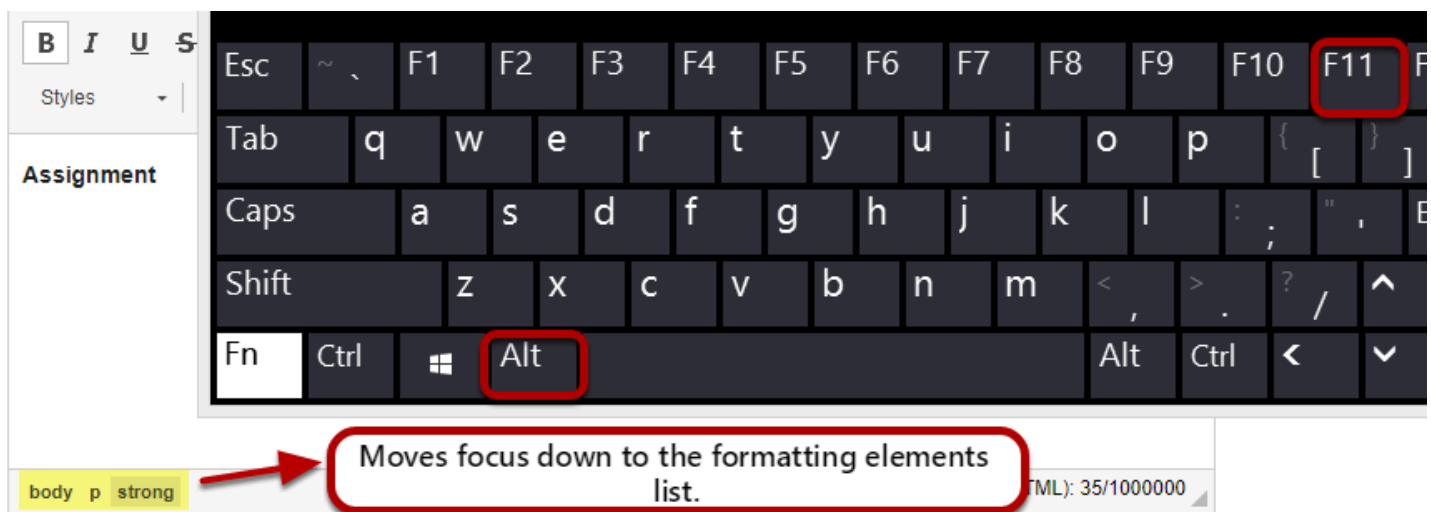 B I U S
Styles
Assignment
Esc ~ ` F1 F2 F3 F4 F5 F6 F7 F8 F9 F10 F11 F
Tab q w e r t y u i o p { [ } ]
Caps a s d f g h j k l : ; " ' E
Shift z x c v b n m < , > . ? /
Fn Ctrl Alt Alt Ctrl
Moves focus down to the formatting elements
list.
body p strong TML): 35/1000000